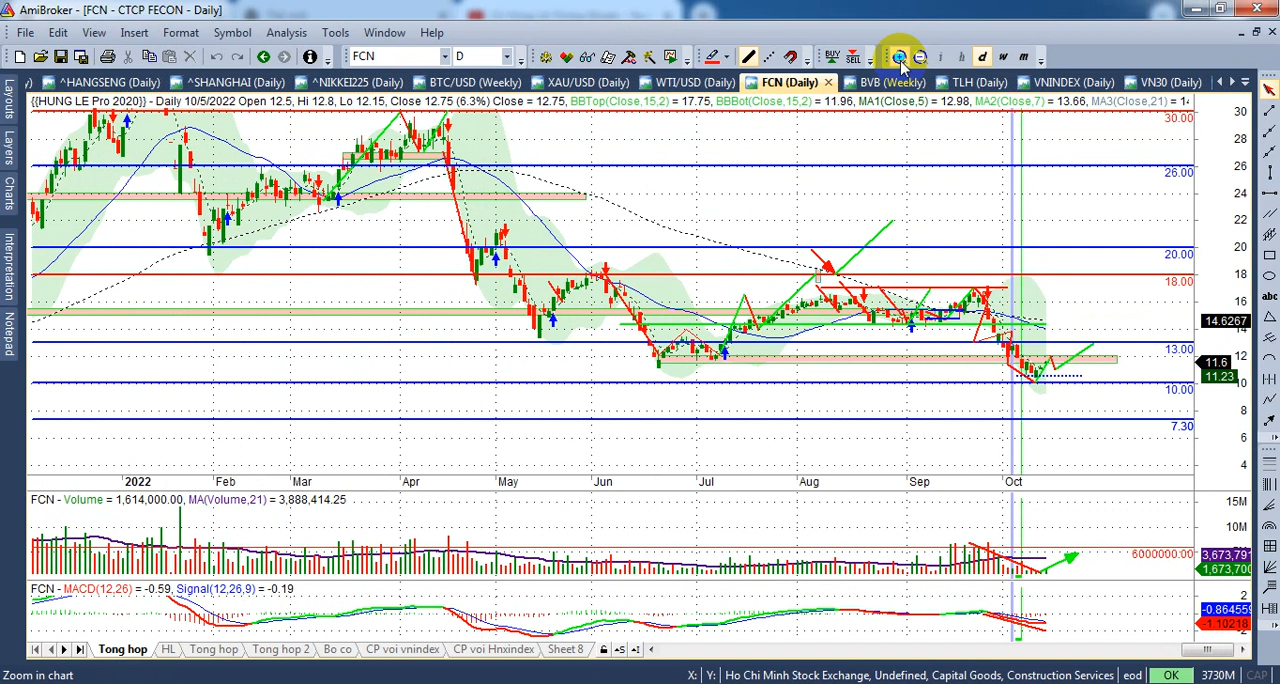 AmiBroker - [FCN - CTCP FECON - Daily]
File Edit View Insert Format Symbol Analysis Tools Window Help
FCN D BUY SELL i h d w m
^HANGSENG (Daily) ^SHANGHAI (Daily) ^NIKKEI225 (Daily) BTC/USD (Weekly) XAU/USD (Daily) WTI/USD (Daily) FCN (Daily) BVB (Weekly) TLH (Daily) VNINDEX (Daily) VN30 (Daily)
Layouts
Layers
Charts
Interpretation
Notepad
{{HUNG LE Pro 2020}} - Daily 10/5/2022 Open 12.5, Hi 12.8, Lo 12.15, Close 12.75 (6.3%) Close = 12.75, BBTop(Close,15,2) = 17.75, BBBot(Close,15,2) = 11.96, MA1(Close,5) = 12.98, MA2(Close,7) = 13.66, MA3(Close,21) = 14
30
30.00
28
26
26.00
24
22
20
20.00
18
18.00
16
14.6267
13.00
12
11.6
11.23
10
10.00
8
7.30
6
4
2022 Feb Mar Apr May Jun Jul Aug Sep Oct
FCN - Volume = 1,614,000.00, MA(Volume,21) = 3,888,414.25
15M
10M
6000000.00
3,673,791
1,673,700
FCN - MACD(12,26) = -0.59, Signal(12,26,9) = -0.19
2
-0.864559
-1.10218
Tong hop HL Tong hop Tong hop 2 Bo co CP voi vnindex CP voi Hnxindex Sheet 8
abc
Zoom in chart X: Y: Ho Chi Minh Stock Exchange, Undefined, Capital Goods, Construction Services eod OK 3730M CAP